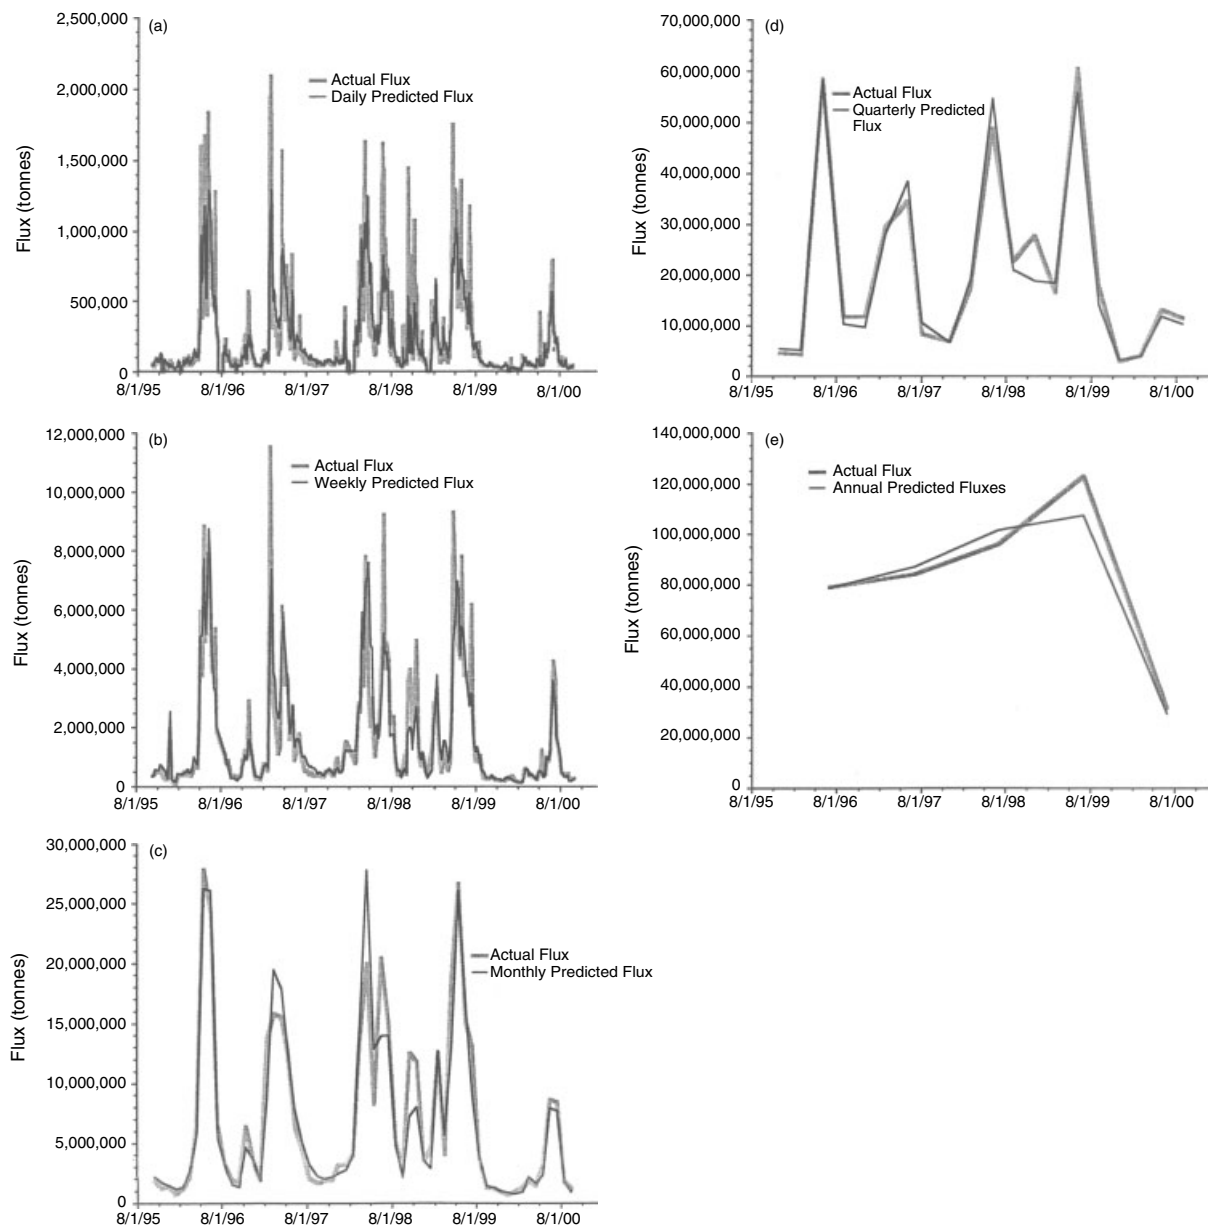 (a)
2,500,000
2,000,000
1,500,000
1,000,000
500,000
0
Flux (tonnes)
Actual Flux
Daily Predicted Flux
8/1/95 8/1/96 8/1/97 8/1/98 8/1/99 8/1/00
(b)
12,000,000
10,000,000
8,000,000
6,000,000
4,000,000
2,000,000
0
Flux (tonnes)
Actual Flux
Weekly Predicted Flux
8/1/95 8/1/96 8/1/97 8/1/98 8/1/99 8/1/00
(c)
30,000,000
25,000,000
20,000,000
15,000,000
10,000,000
5,000,000
0
Flux (tonnes)
Actual Flux
Monthly Predicted Flux
8/1/95 8/1/96 8/1/97 8/1/98 8/1/99 8/1/00
(d)
70,000,000
60,000,000
50,000,000
40,000,000
30,000,000
20,000,000
10,000,000
0
Flux (tonnes)
Actual Flux
Quarterly Predicted
Flux
8/1/95 8/1/96 8/1/97 8/1/98 8/1/99 8/1/00
(e)
140,000,000
120,000,000
100,000,000
80,000,000
60,000,000
40,000,000
20,000,000
0
Flux (tonnes)
Actual Flux
Annual Predicted Fluxes
8/1/95 8/1/96 8/1/97 8/1/98 8/1/99 8/1/00